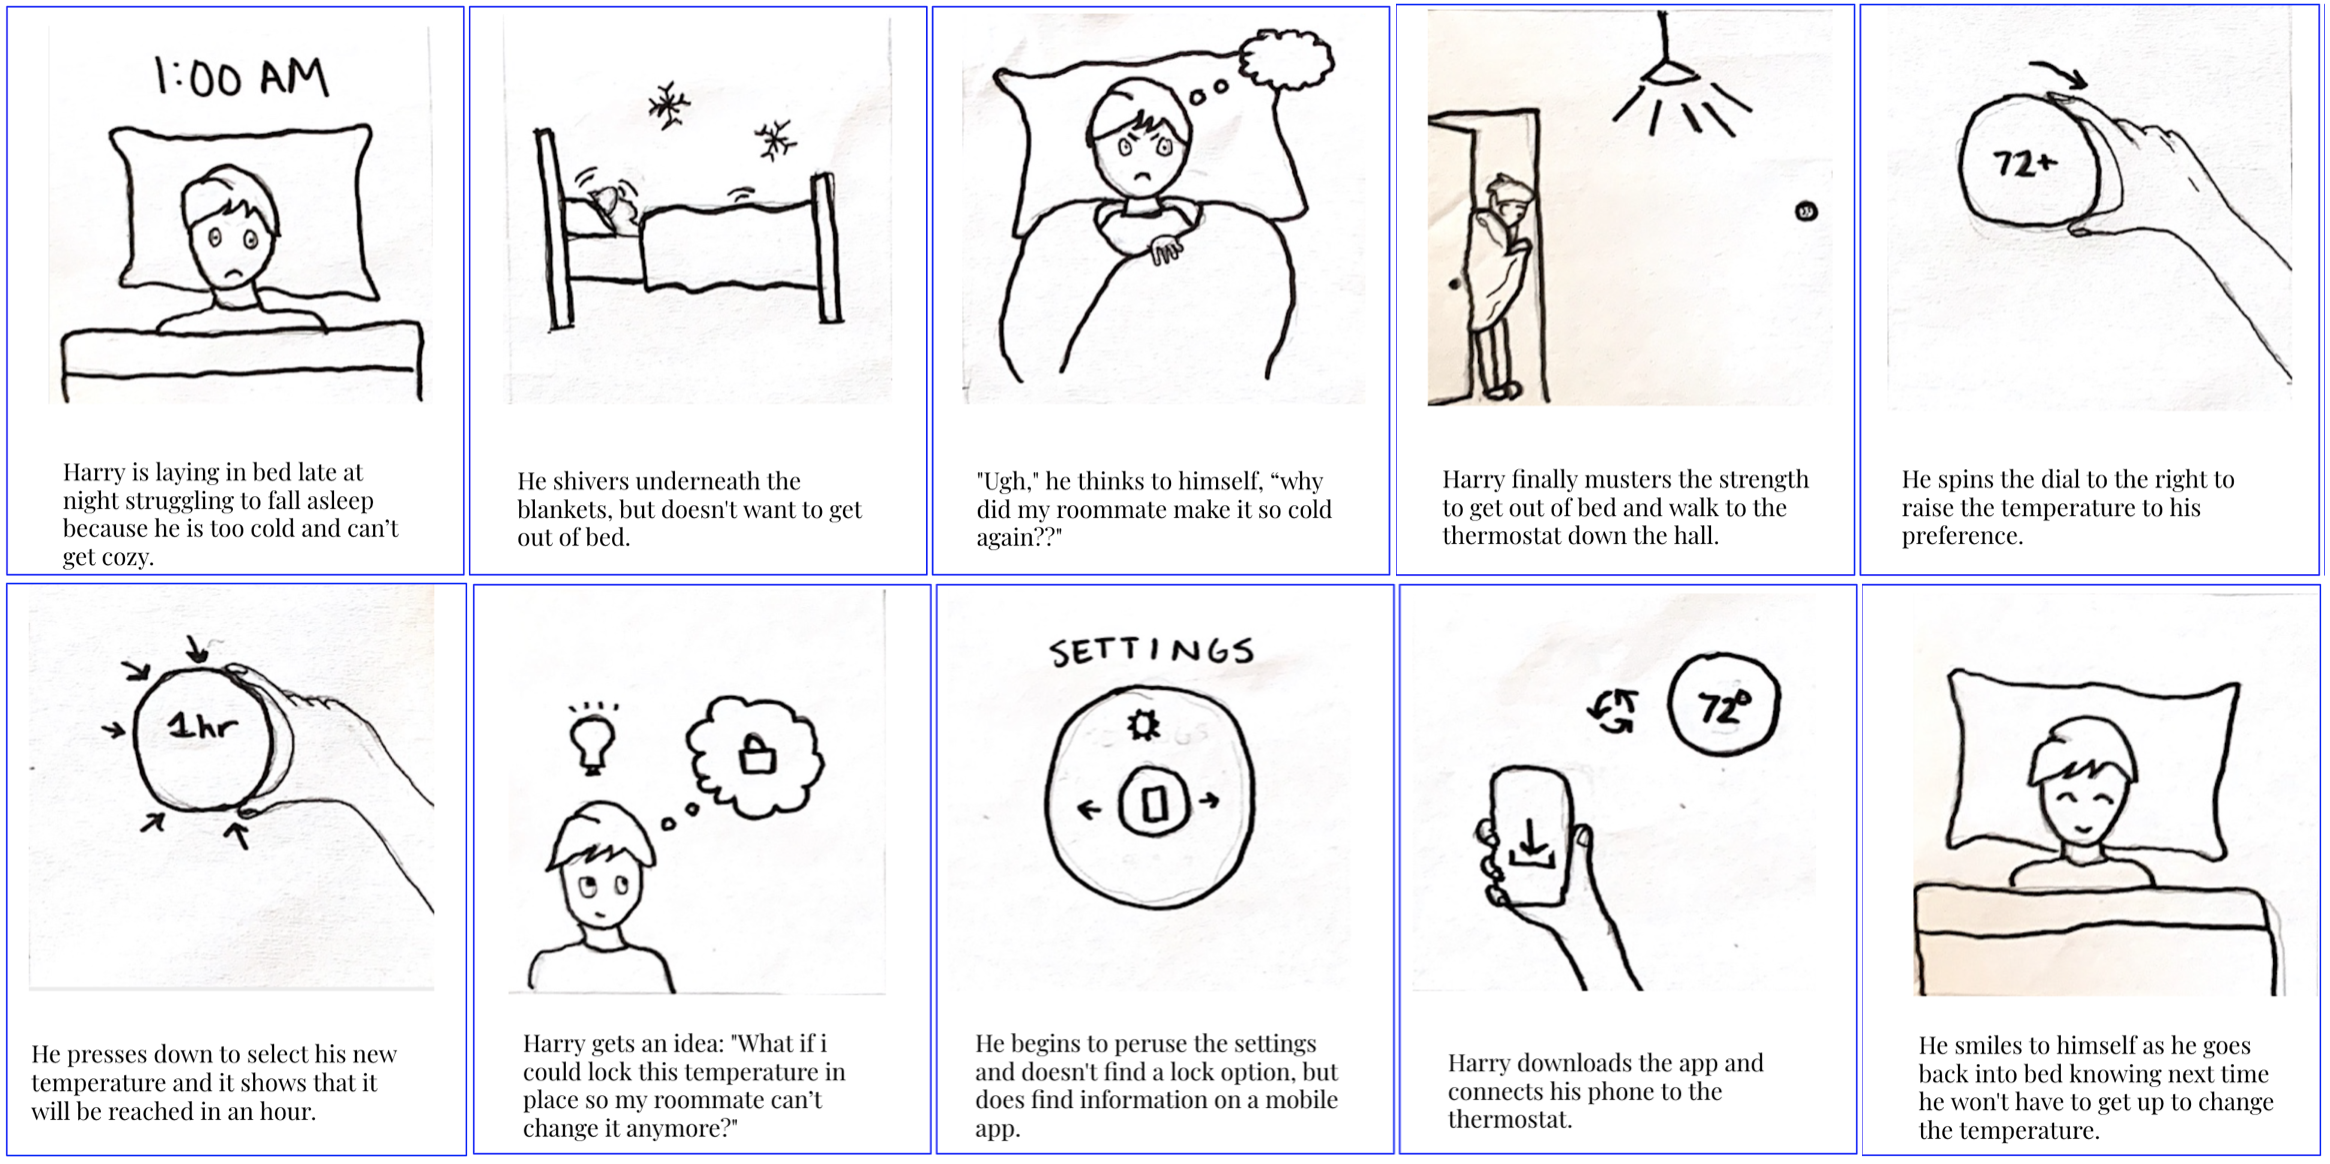 1:00 AM
Harry is laying in bed late at
night struggling to fall asleep
because he is too cold and can’t
get cozy.
He shivers underneath the
blankets, but doesn't want to get
out of bed.
"Ugh," he thinks to himself, “why
did my roommate make it so cold
again??"
Harry finally musters the strength
to get out of bed and walk to the
thermostat down the hall.
72+
He spins the dial to the right to
raise the temperature to his
preference.
1hr
He presses down to select his new
temperature and it shows that it
will be reached in an hour.
Harry gets an idea: "What if i
could lock this temperature in
place so my roommate can’t
change it anymore?"
SETTINGS
He begins to peruse the settings
and doesn't find a lock option, but
does find information on a mobile
app.
72°
Harry downloads the app and
connects his phone to the
thermostat.
He smiles to himself as he goes
back into bed knowing next time
he won't have to get up to change
the temperature.